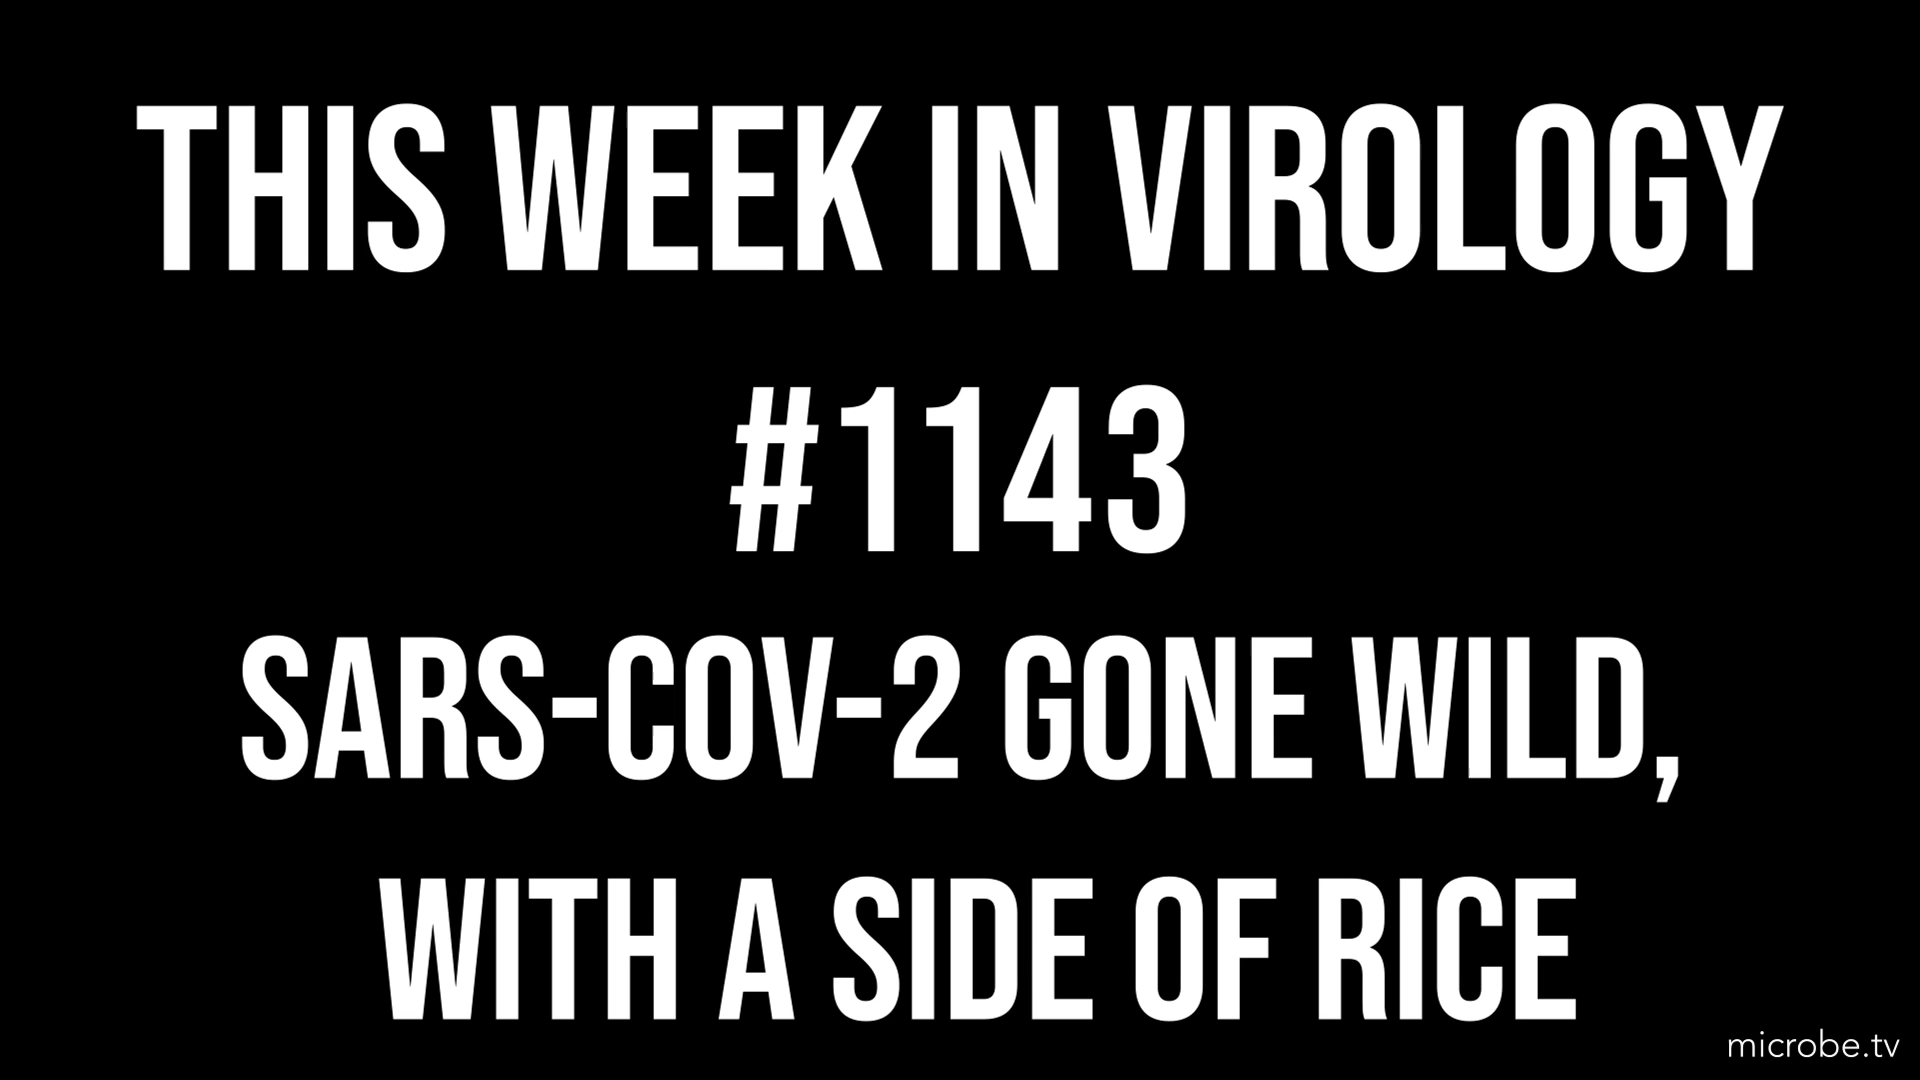 THIS WEEK IN VIROLOGY
#1143
SARS-COV-2 GONE WILD,
WITH A SIDE OF RICE
microbe.tv